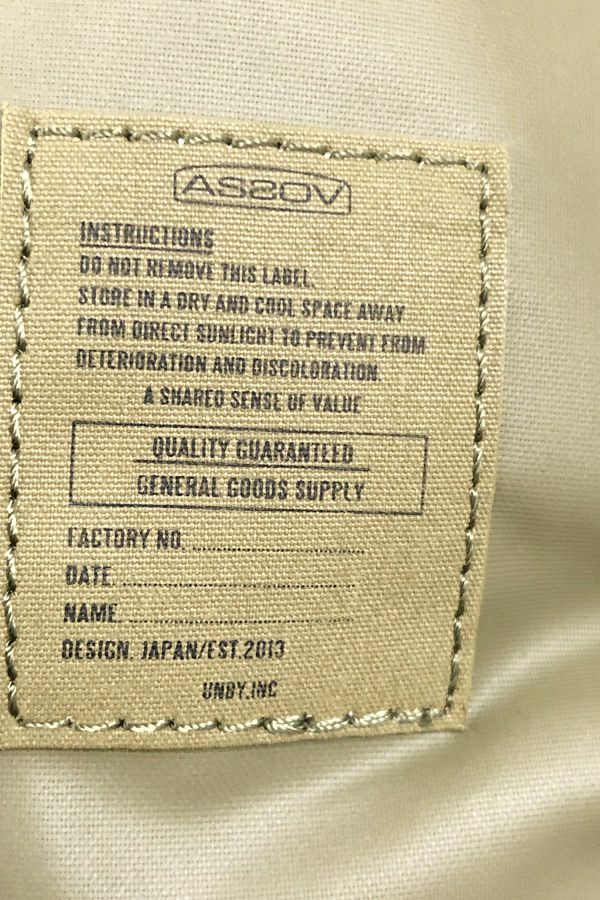 AS2OV
INSTRUCTIONS
DO NOT REMOVE THIS LABEL.
STORE IN A DRY AND COOL SPACE AWAY
FROM DIRECT SUNLIGHT TO PREVENT FROM
DETERIORATION AND DISCOLORATION.
A SHARED SENSE OF VALUE
QUALITY GUARANTEED
GENERAL GOODS SUPPLY
FACTORY NO.
DATE.
NAME.
DESIGN. JAPAN/EST.2013
UNBY.INC